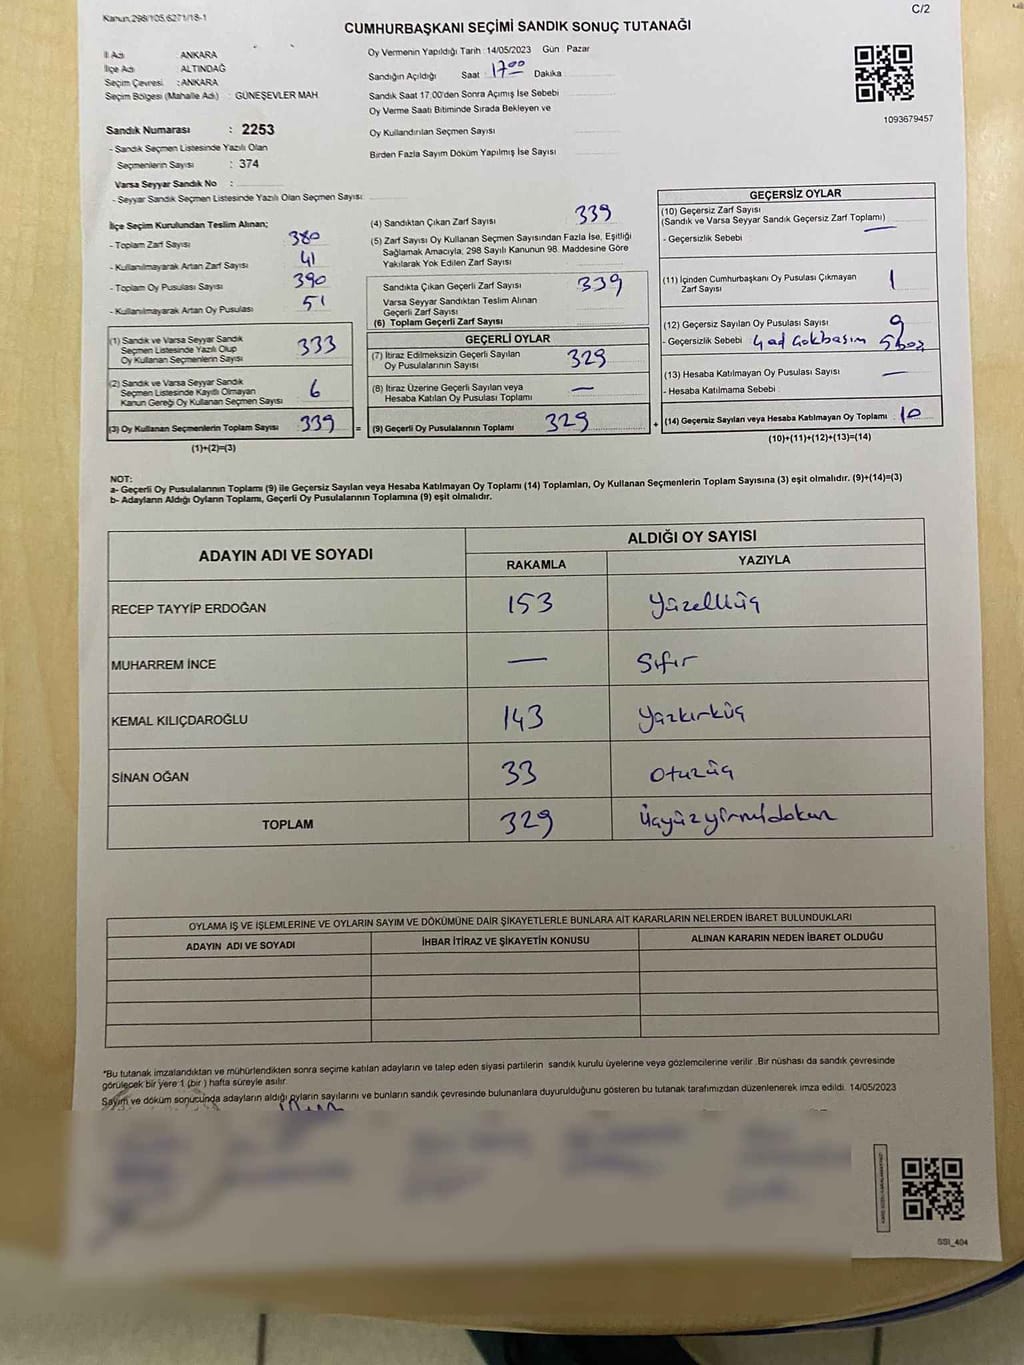 Kanun,298/105,6271/18-1
C/2
CUMHURBAŞKANI SEÇİMİ SANDIK SONUÇ TUTANAĞI
İl Adı ANKARA
İlçe Adı ALTINDAĞ
Seçim Çevresi : ANKARA
Seçim Bölgesi (Mahalle Adı) : GÜNEŞEVLER MAH.
Sandık Numarası : 2253
- Sandık Seçmen Listesinde Yazılı Olan
Seçmenlerin Sayısı : 374
Varsa Seyyar Sandık No :
- Seyyar Sandık Seçmen Listesinde Yazılı Olan Seçmen Sayısı:
Oy Vermenin Yapıldığı Tarih : 14/05/2023 Gün : Pazar
Sandığın Açıldığı Saat : 17:00 Dakika
Sandık Saat 17.00'den Sonra Açımış İse Sebebi
Oy Verme Saati Bitiminde Sırada Bekleyen ve
Oy Kullandırılan Seçmen Sayısı
Birden Fazla Sayım Döküm Yapılmış İse Sayısı
1093679457
İlçe Seçim Kurulundan Teslim Alınan;
- Toplam Zarf Sayısı 380
- Kullanılmayarak Artan Zarf Sayısı 41
- Toplam Oy Pusulası Sayısı 390
- Kullanılmayarak Artan Oy Pusulası 51
(1) Sandık ve Varsa Seyyar Sandık
Seçmen Listesinde Yazılı Olup
Oy Kullanan Seçmenlerin Sayısı 333
(2) Sandık ve Varsa Seyyar Sandık
Seçmen Listesinde Kayıtlı Olmayan
Kanun Gereği Oy Kullanan Seçmen Sayısı 6
(3) Oy Kullanan Seçmenlerin Toplam Sayısı 339 =
(1)+(2)=(3)
(4) Sandıktan Çıkan Zarf Sayısı 339
(5) Zarf Sayısı Oy Kullanan Seçmen Sayısından Fazla İse, Eşitliği
Sağlamak Amacıyla, 298 Sayılı Kanunun 98. Maddesine Göre
Yakılarak Yok Edilen Zarf Sayısı
Sandıkta Çıkan Geçerli Zarf Sayısı 339
Varsa Seyyar Sandıktan Teslim Alınan
Geçerli Zarf Sayısı
(6) Toplam Geçerli Zarf Sayısı
GEÇERLİ OYLAR
(7) İtiraz Edilmeksizin Geçerli Sayılan
Oy Pusulalarının Sayısı 329
(8) İtiraz Üzerine Geçerli Sayılan veya
Hesaba Katılan Oy Pusulası Toplamı —
(9) Geçerli Oy Pusulalarının Toplamı 329 +
GEÇERSİZ OYLAR
(10) Geçersiz Zarf Sayısı
(Sandık ve Varsa Seyyar Sandık Geçersiz Zarf Toplamı) —
- Geçersizlik Sebebi
(11) İçinden Cumhurbaşkanı Oy Pusulası Çıkmayan
Zarf Sayısı 1
(12) Geçersiz Sayılan Oy Pusulası Sayısı 9
- Geçersizlik Sebebi 4 ad Gokbasım 5 boş
(13) Hesaba Katılmayan Oy Pusulası Sayısı —
- Hesaba Katılmama Sebebi
(14) Geçersiz Sayılan veya Hesaba Katılmayan Oy Toplamı 10
(10)+(11)+(12)+(13)=(14)
NOT:
a- Geçerli Oy Pusulalarının Toplamı (9) ile Geçersiz Sayılan veya Hesaba Katılmayan Oy Toplamı (14) Toplamları, Oy Kullanan Seçmenlerin Toplam Sayısına (3) eşit olmalıdır. (9)+(14)=(3)
b- Adayların Aldığı Oyların Toplamı, Geçerli Oy Pusulalarının Toplamına (9) eşit olmalıdır.
ADAYIN ADI VE SOYADI
ALDIĞI OY SAYISI
RAKAMLA YAZIYLA
RECEP TAYYİP ERDOĞAN 153 Yüzelliüç
MUHARREM İNCE — Sıfır
KEMAL KILIÇDAROĞLU 143 Yüzkırküç
SİNAN OĞAN 33 Otuzüç
TOPLAM 329 Üçyüzyirmidokuz
OYLAMA İŞ VE İŞLEMLERİNE VE OYLARIN SAYIM VE DÖKÜMÜNE DAİR ŞİKAYETLERLE BUNLARA AİT KARARLARIN NELERDEN İBARET BULUNDUKLARI
ADAYIN ADI VE SOYADI İHBAR İTİRAZ VE ŞİKAYETİN KONUSU ALINAN KARARIN NEDEN İBARET OLDUĞU
*Bu tutanak imzalandıktan ve mühürlendikten sonra seçime katılan adayların ve talep eden siyasi partilerin sandık kurulu üyelerine veya gözlemcilerine verilir .Bir nüshası da sandık çevresinde
görülecek bir yere 1 (bir ) hafta süreyle asılır.
Sayım ve döküm sonucunda adayların aldığı oyların sayılarını ve bunların sandık çevresinde bulunanlara duyurulduğunu gösteren bu tutanak tarafımızdan düzenlenerek imza edildi. 14/05/2023
SSI_404